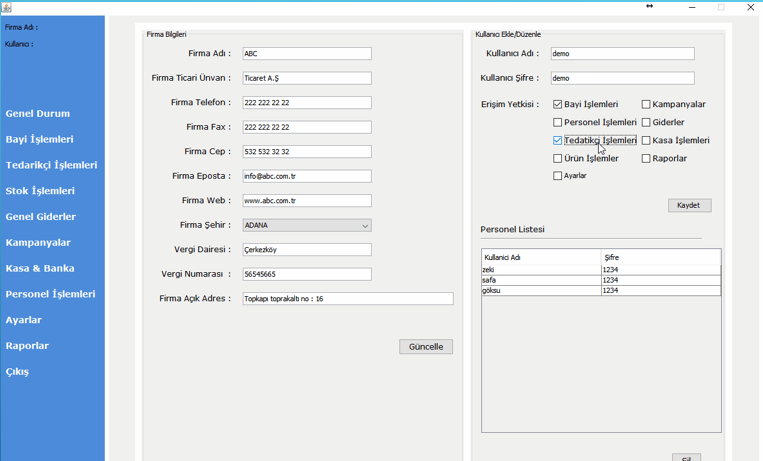 Firma Adı :
Kullanıcı :
Genel Durum
Bayi İşlemleri
Tedarikçi İşlemleri
Stok İşlemleri
Genel Giderler
Kampanyalar
Kasa & Banka
Personel İşlemleri
Ayarlar
Raporlar
Çıkış
Firma Bilgileri
Firma Adı : ABC
Firma Ticari Ünvan : Ticaret A.Ş
Firma Telefon : 222 222 22 22
Firma Fax : 222 222 22 22
Firma Cep : 532 532 32 32
Firma Eposta : info@abc.com.tr
Firma Web : www.abc.com.tr
Firma Şehir : ADANA
Vergi Dairesi : Çerkezköy
Vergi Numarası : 56545665
Firma Açık Adres : Topkapı toprakaltı no : 16
Güncelle
Kullanıcı Ekle/Düzenle
Kullanıcı Adı : demo
Kullanıcı Şifre : demo
Erişim Yetkisi : Bayi İşlemleri Kampanyalar
Personel İşlemleri Giderler
Tedatikçi İşlemleri Kasa İşlemleri
Ürün İşlemler Raporlar
Ayarlar
Kaydet
Personel Listesi
Kullanici Adı Şifre
zeki 1234
safa 1234
göksu 1234
Sil